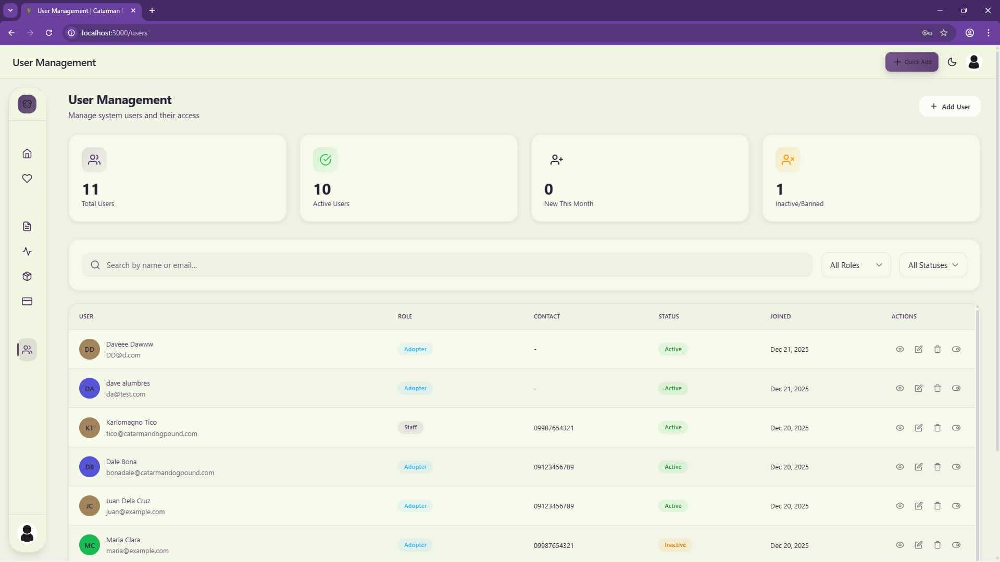 User Management | Catarman
localhost:3000/users
User Management
Quick Add
User Management
Manage system users and their access
Add User
11
Total Users
10
Active Users
0
New This Month
1
Inactive/Banned
Search by name or email...
All Roles
All Statuses
USER ROLE CONTACT STATUS JOINED ACTIONS
DD Daveee Dawww Adopter - Active Dec 21, 2025
DD@d.com
DA dave alumbres Adopter - Active Dec 21, 2025
da@test.com
KT Karlomagno Tico Staff 09987654321 Active Dec 20, 2025
tico@catarmandogpound.com
DB Dale Bona Adopter 09123456789 Active Dec 20, 2025
bonadale@catarmandogpound.com
JC Juan Dela Cruz Adopter 09123456789 Active Dec 20, 2025
juan@example.com
MC Maria Clara Adopter 09987654321 Inactive Dec 20, 2025
maria@example.com